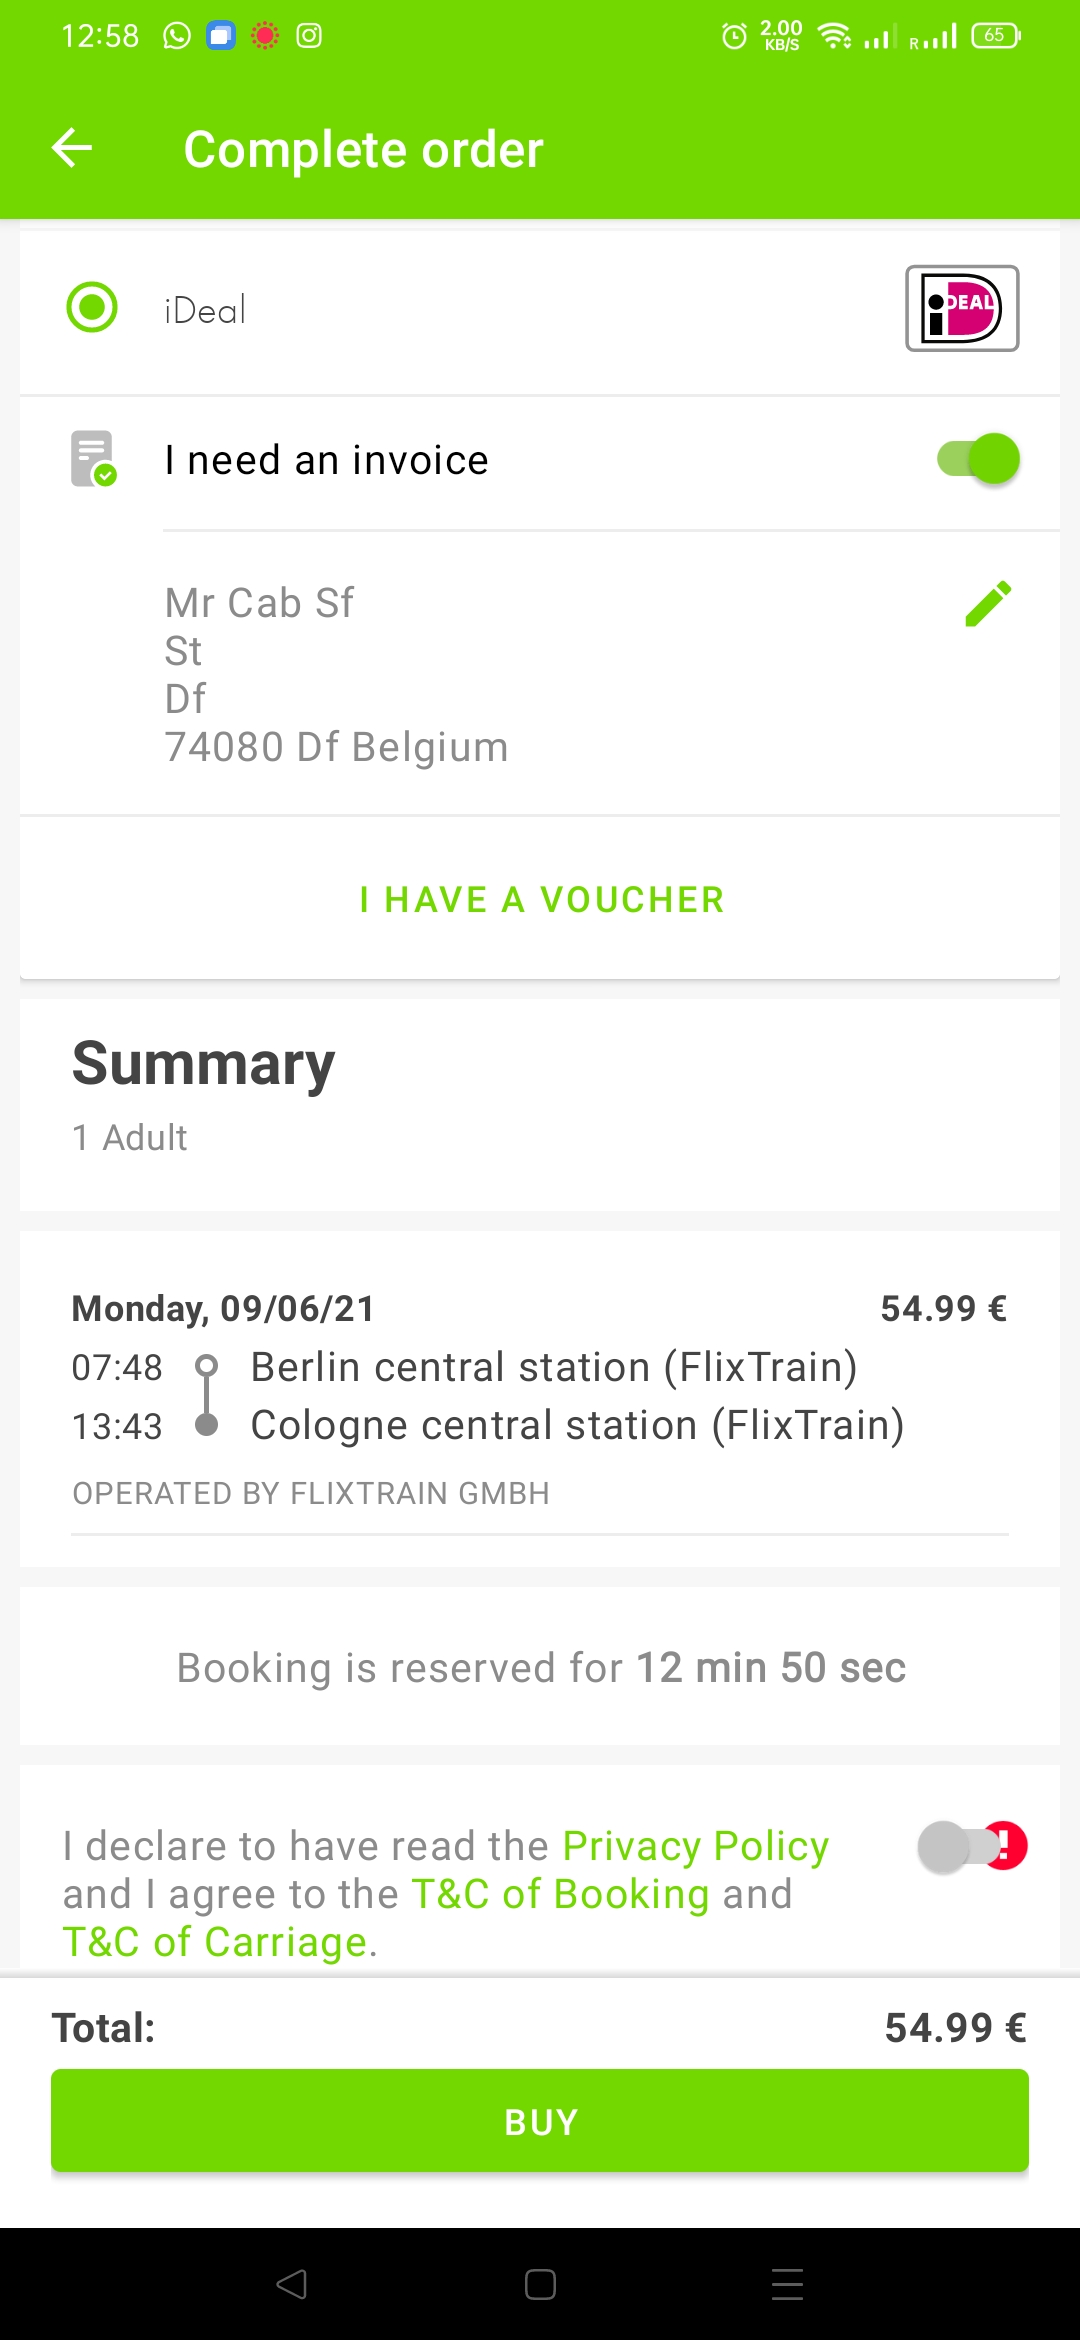 12:58
2.00
KB/S
R
65
Complete order
iDeal
iDEAL
I need an invoice
Mr Cab Sf
St
Df
74080 Df Belgium
I HAVE A VOUCHER
Summary
1 Adult
Monday, 09/06/21 54.99 €
07:48 Berlin central station (FlixTrain)
13:43 Cologne central station (FlixTrain)
OPERATED BY FLIXTRAIN GMBH
Booking is reserved for 12 min 50 sec
I declare to have read the Privacy Policy
and I agree to the T&C of Booking and
T&C of Carriage.
Total: 54.99 €
BUY